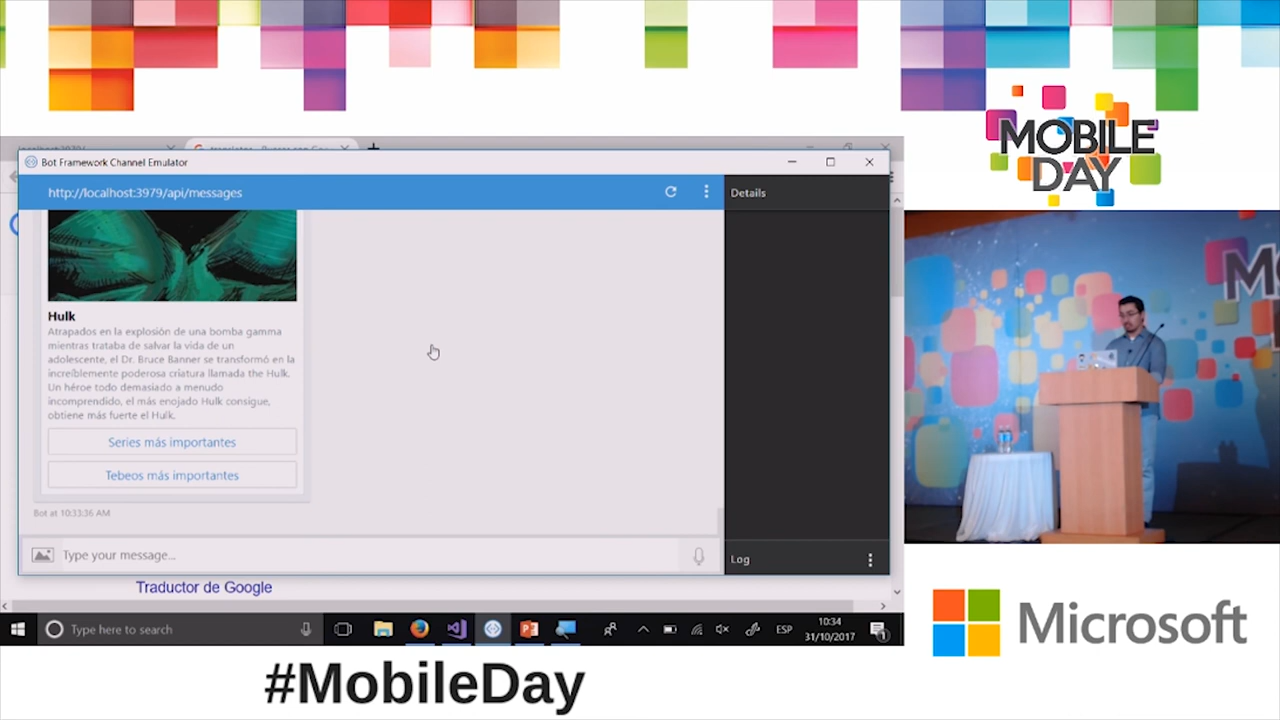 MOBILE
DAY
Bot Framework Channel Emulator
http://localhost:3979/api/messages
Details
Hulk
Atrapados en la explosión de una bomba gamma
mientras trataba de salvar la vida de un
adolescente, el Dr. Bruce Banner se transformó en la
increíblemente poderosa criatura llamada the Hulk.
Un héroe todo demasiado a menudo
incomprendido, el más enojado Hulk consigue,
obtiene más fuerte el Hulk.
Series más importantes
Tebeos más importantes
Bot at 10:33:36 AM
Type your message...
Log
Traductor de Google
Type here to search
ESP
10:34
31/10/2017
1
Microsoft
#MobileDay